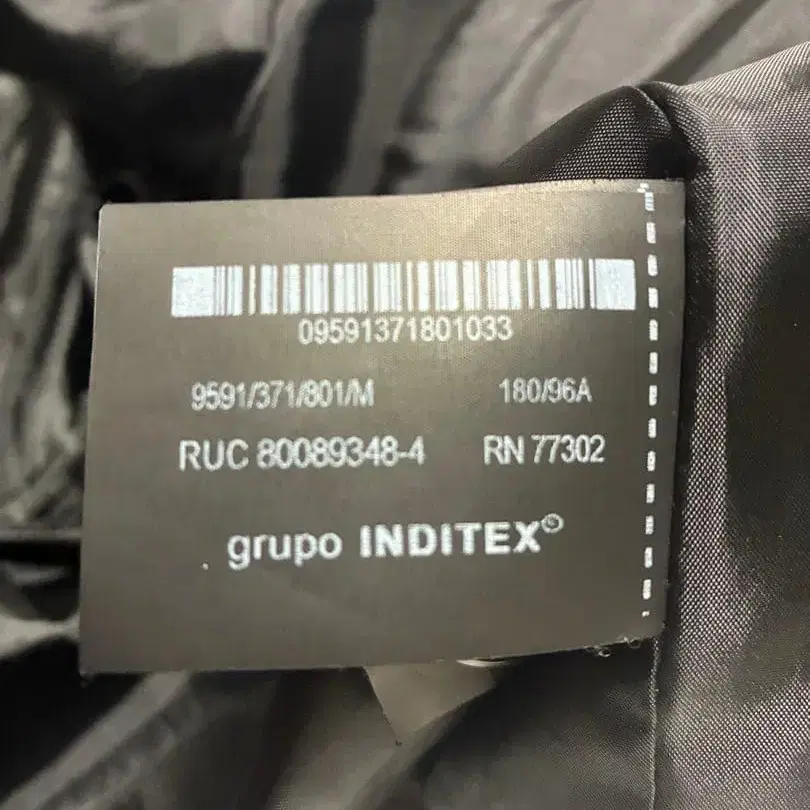 09591371801033
9591/371/801/M 180/96A
RUC 80089348-4 RN 77302
grupo INDITEX®